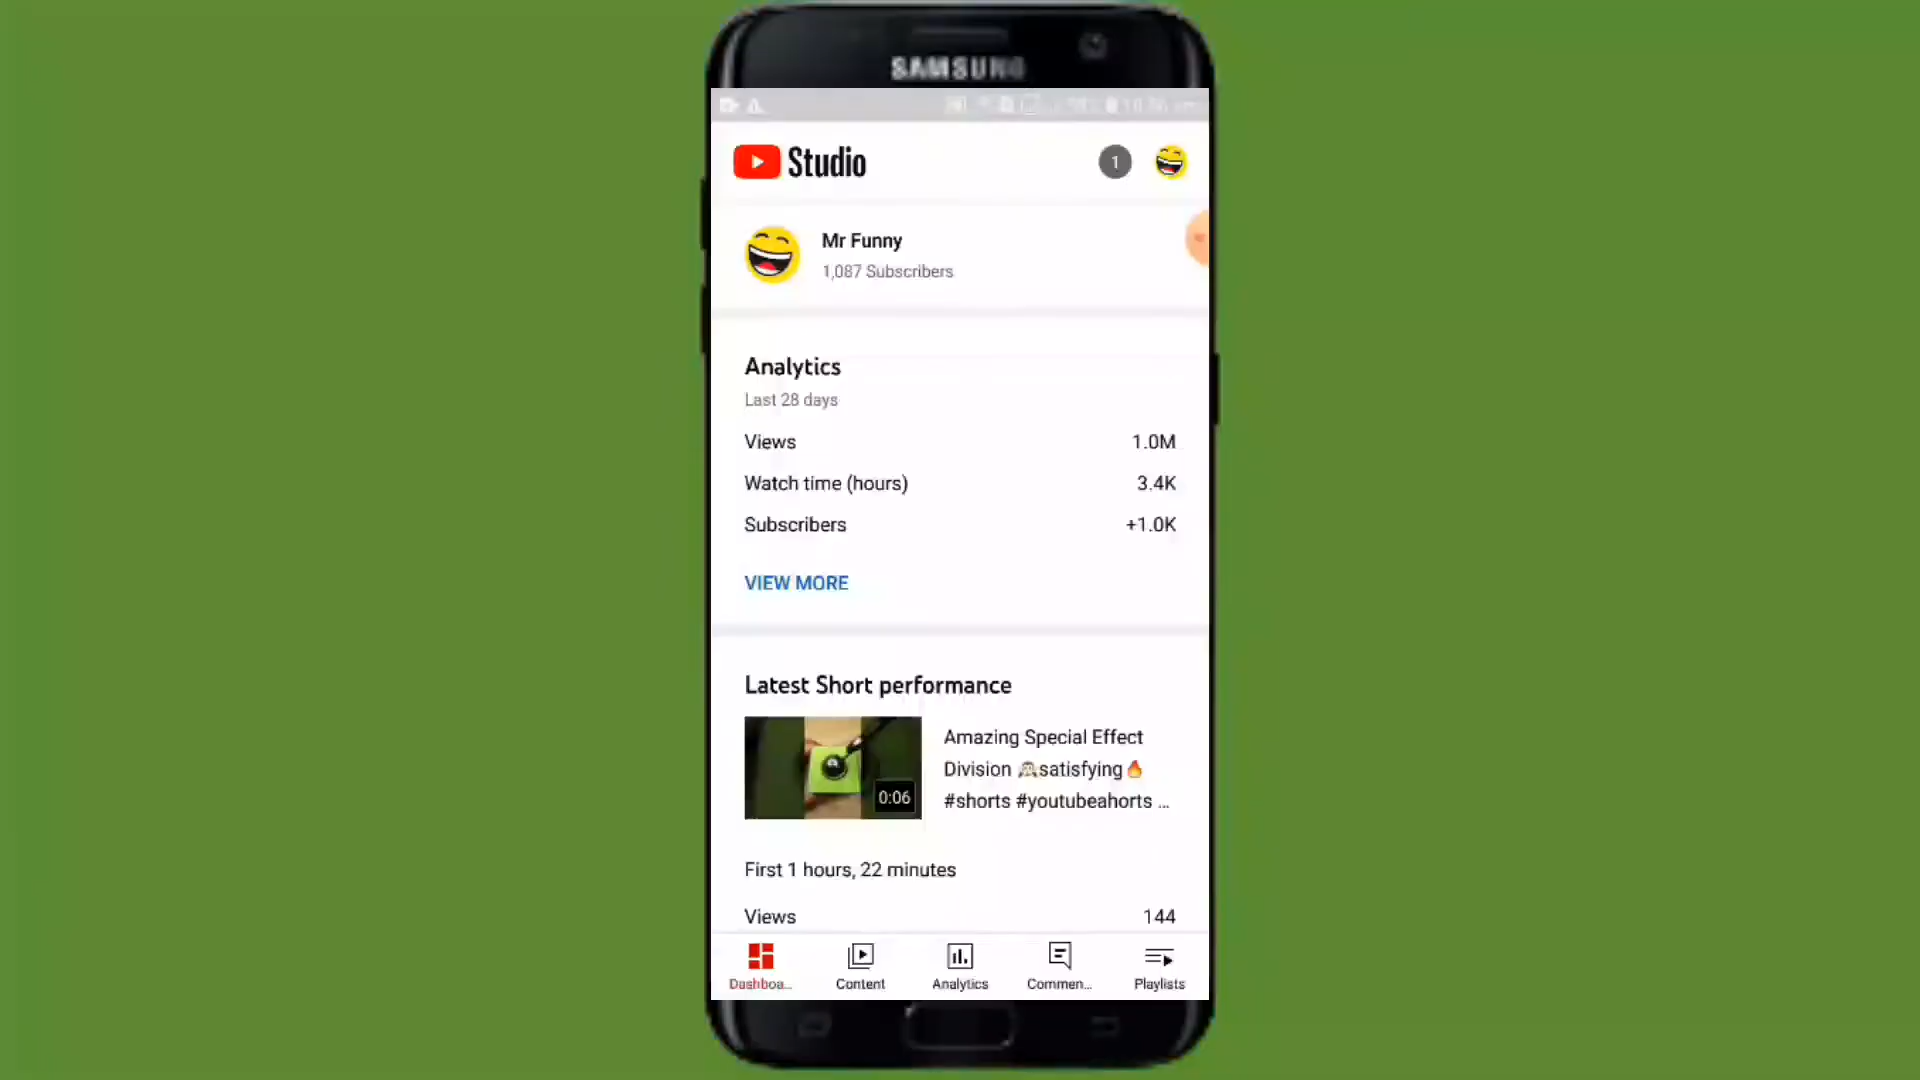 SAMSUNG
Studio
1
Mr Funny
1,087 Subscribers
Analytics
Last 28 days
Views 1.0M
Watch time (hours) 3.4K
Subscribers +1.0K
VIEW MORE
Latest Short performance
0:06
Amazing Special Effect
Division 🙏🏻satisfying🔥
#shorts #youtubeahorts ...
First 1 hours, 22 minutes
Views 144
Dashboa...
Content
Analytics
Commen...
Playlists